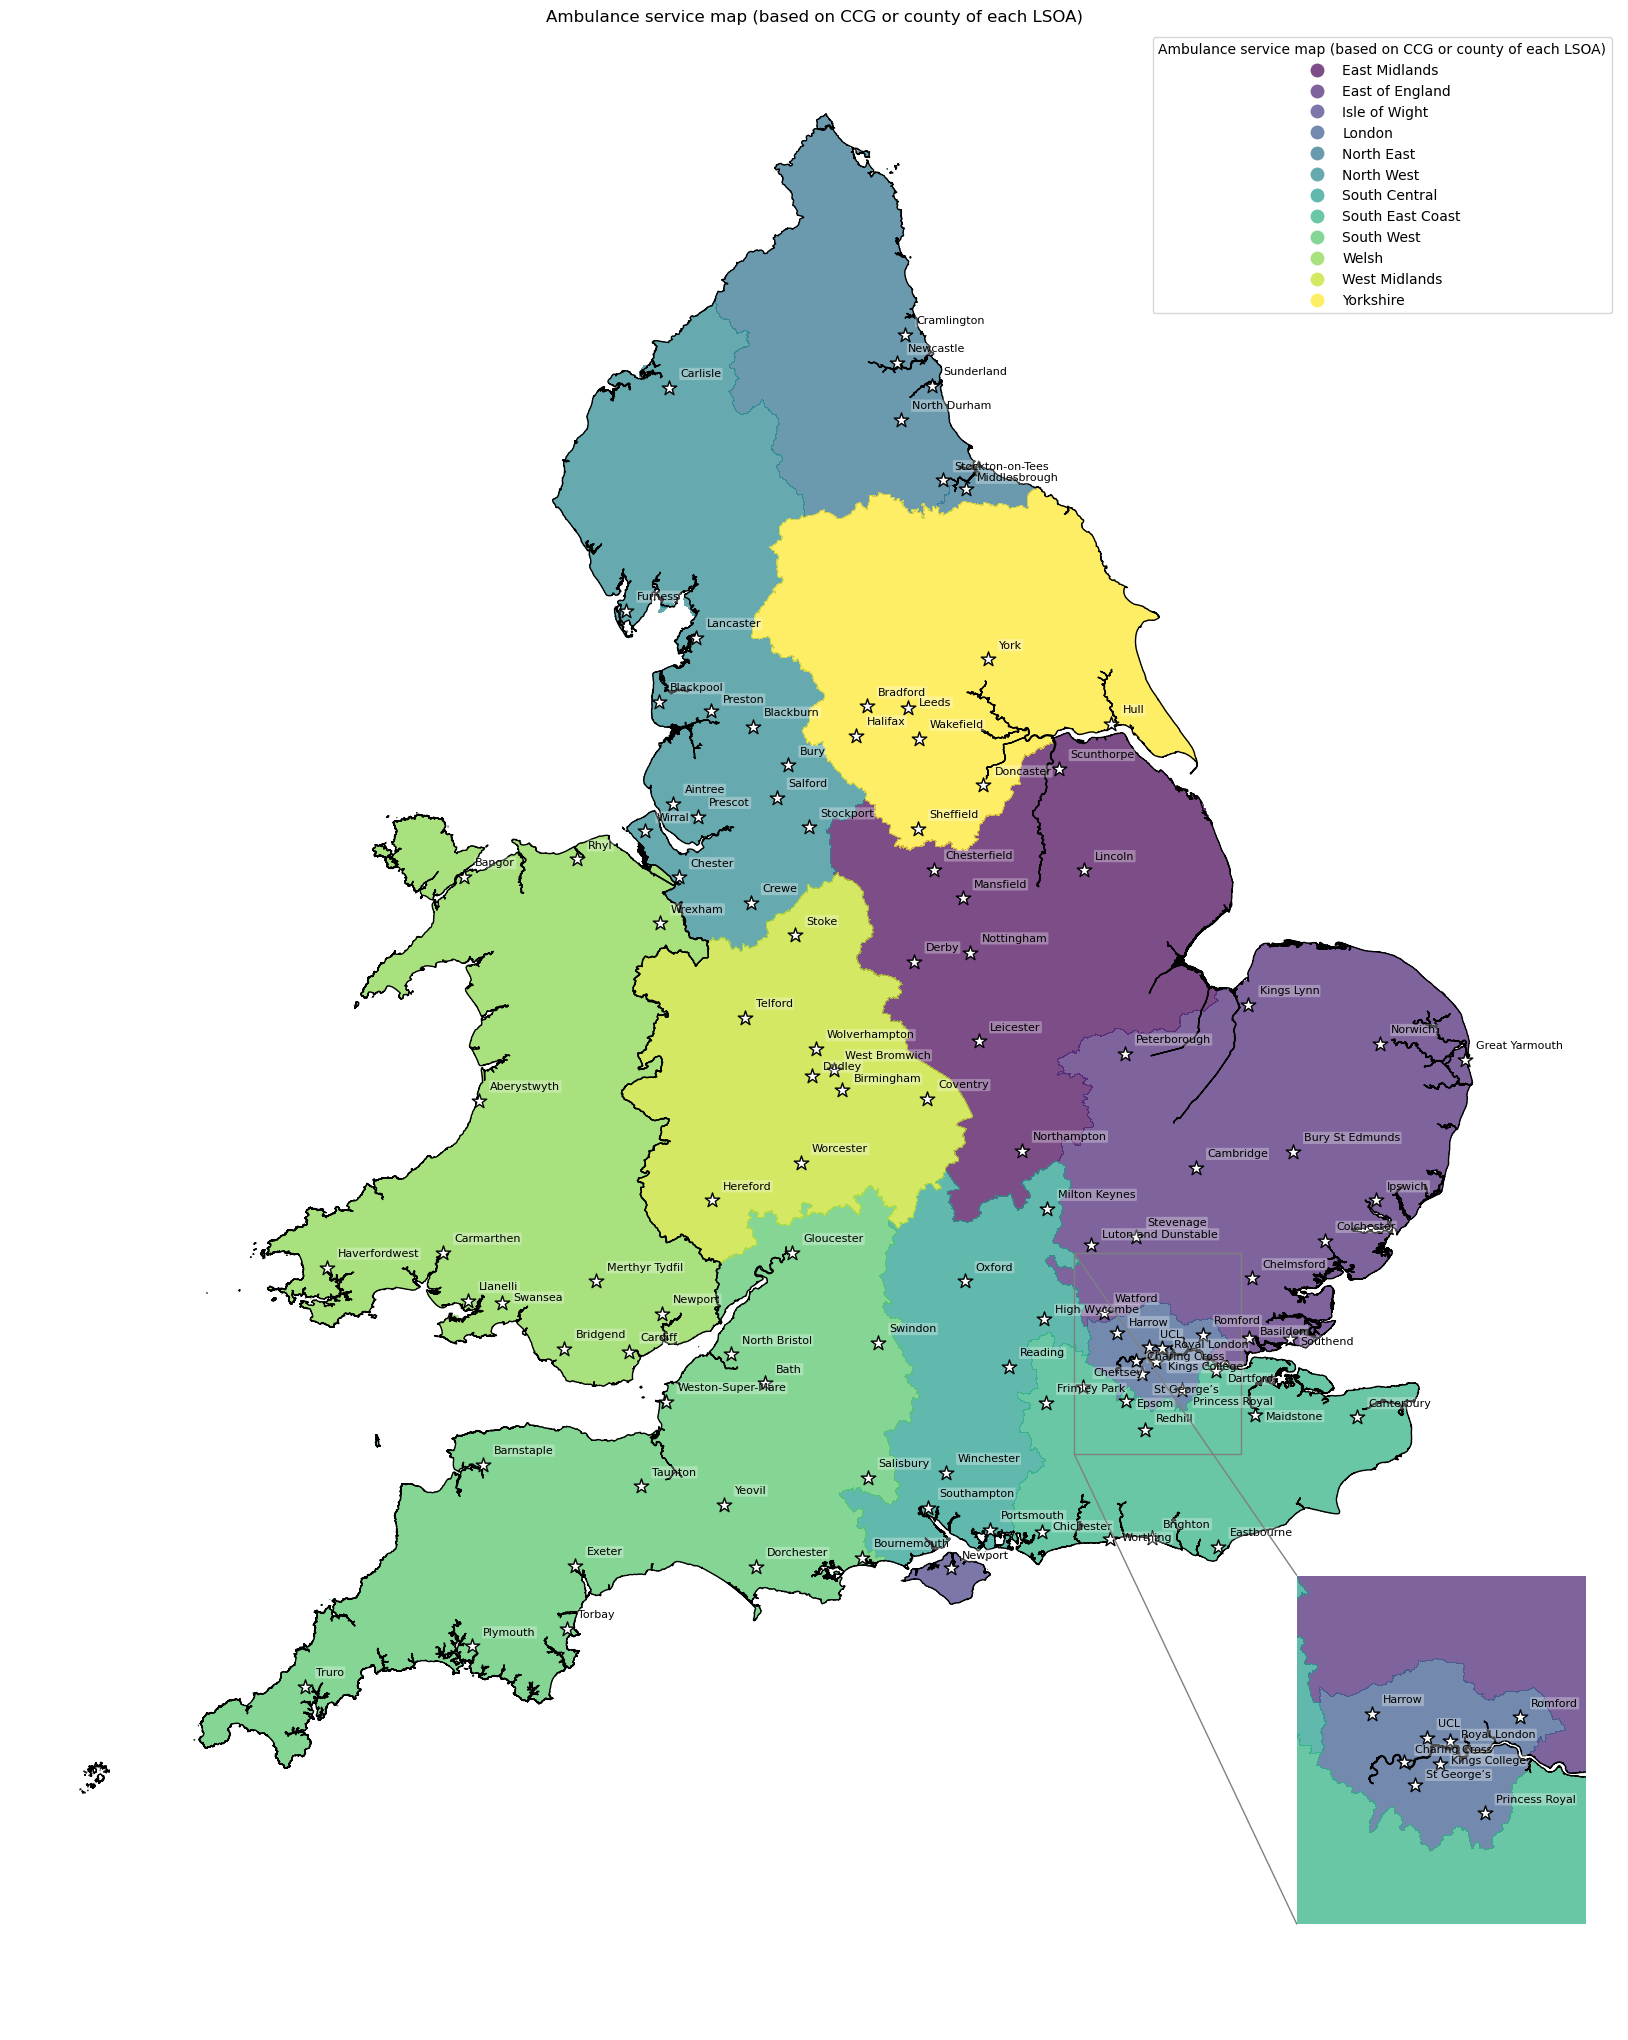 Ambulance service map (based on CCG or county of each LSOA)
Ambulance service map (based on CCG or county of each LSOA)
East Midlands
East of England
Isle of Wight
London
North East
North West
South Central
South East Coast
South West
Welsh
West Midlands
Yorkshire
Cramlington
Newcastle
Carlisle
Sunderland
North Durham
Stockton-on-Tees
Middlesbrough
Furness
Lancaster
York
Blackpool
Preston
Bradford
Leeds
Blackburn
Halifax
Wakefield
Hull
Bury
Scunthorpe
Doncaster
Salford
Aintree
Prescot
Wirral
Stockport
Sheffield
Rhyl
Bangor
Chester
Chesterfield
Lincoln
Crewe
Mansfield
Wrexham
Stoke
Derby
Nottingham
Telford
Kings Lynn
Leicester
Wolverhampton
Peterborough
Norwich
Great Yarmouth
West Bromwich
Dudley
Birmingham
Coventry
Aberystwyth
Northampton
Bury St Edmunds
Worcester
Cambridge
Hereford
Milton Keynes
Ipswich
Stevenage
Luton and Dunstable
Colchester
Carmarthen
Gloucester
Haverfordwest
Merthyr Tydfil
Oxford
Chelmsford
Llanelli
Swansea
Newport
High Wycombe
Watford
Harrow
Romford
Basildon
Southend
Bridgend
Cardiff
North Bristol
Swindon
UCL
Royal London
Charing Cross
Kings College
Reading
Chertsey
Dartford
Bath
Weston-Super-Mare
Frimley Park
St George’s
Princess Royal
Epsom
Canterbury
Maidstone
Redhill
Barnstaple
Taunton
Salisbury
Winchester
Yeovil
Southampton
Portsmouth
Chichester
Worthing
Brighton
Eastbourne
Exeter
Dorchester
Bournemouth
Newport
Torbay
Plymouth
Truro
Harrow
Romford
UCL
Royal London
Charing Cross
Kings College
St George’s
Princess Royal